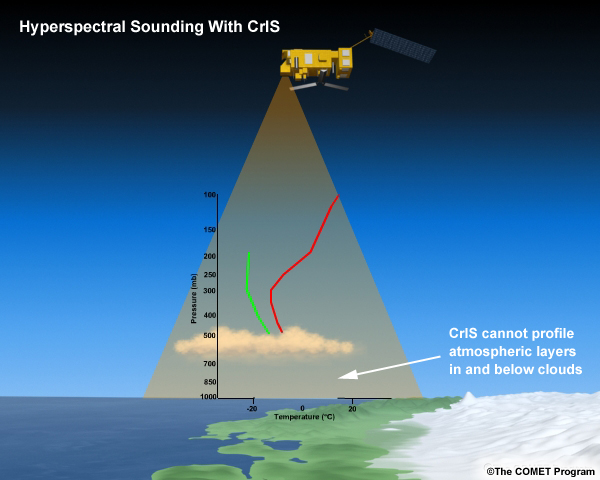 Hyperspectral Sounding With CrIS
100
150
200
250
300
400
500
700
850
1000
Pressure (mb)
-20
0
20
Temperature (°C)
CrIS cannot profile
atmospheric layers
in and below clouds
©The COMET Program